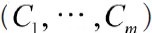 (C₁, ⋯, Cₘ)